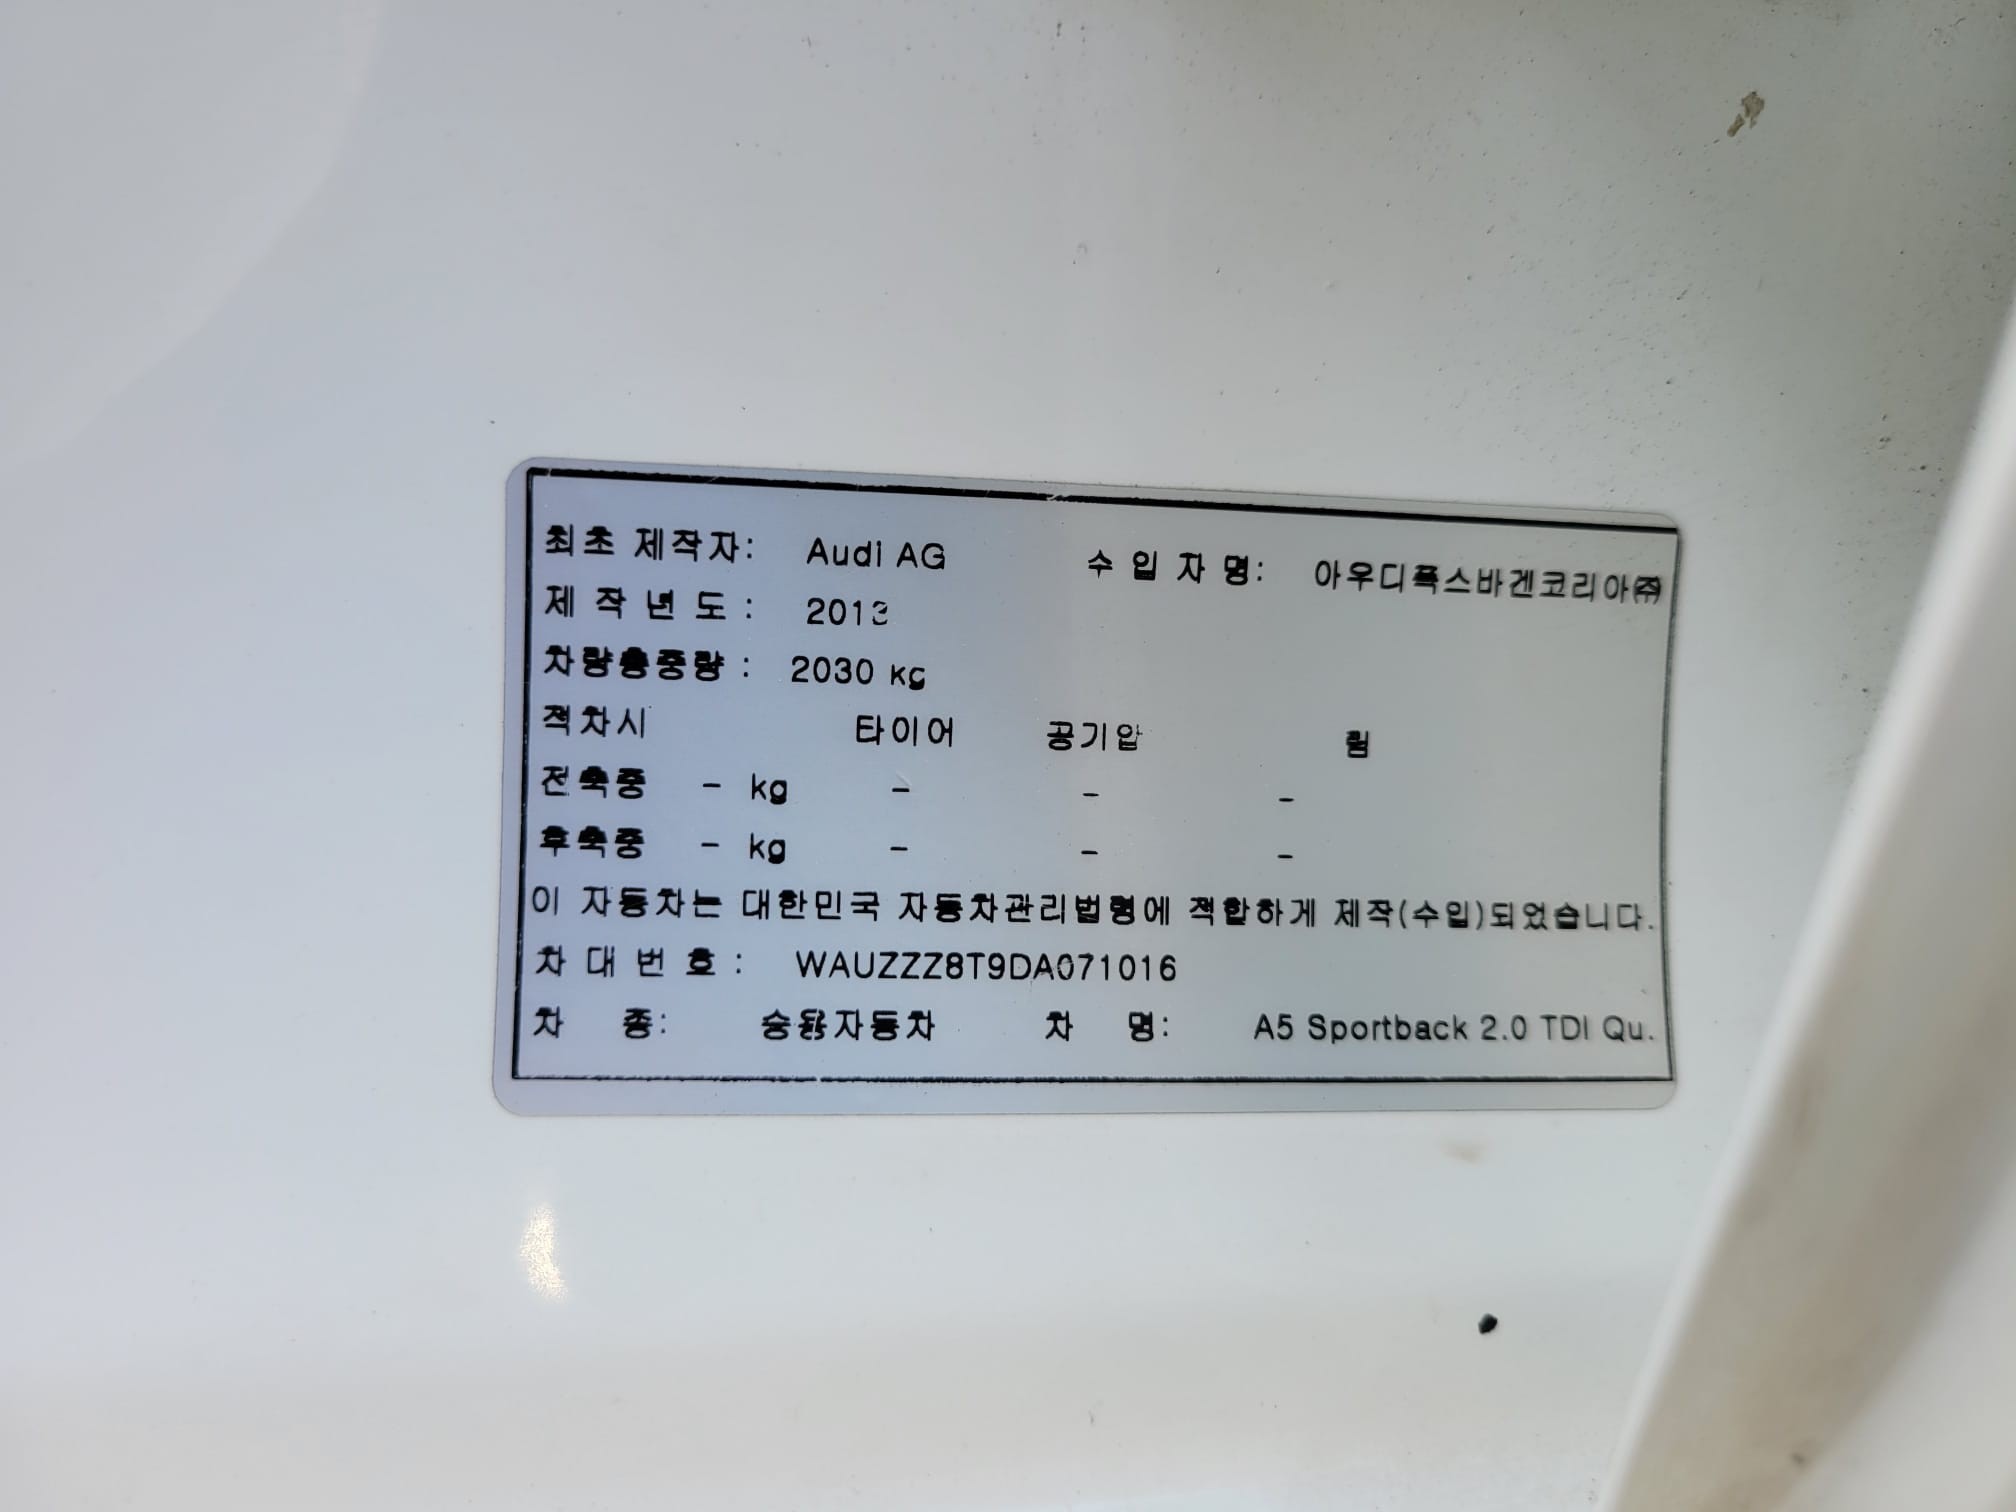 최초 제작자: Audi AG 수 입 자 명: 아우디폭스바겐코리아㈜
제 작 년 도 : 2013
차량총중량 : 2030 kg
적차시 타이어 공기압 림
전축중 - kg - - -
후축중 - kg - - -
이 자동차는 대한민국 자동차관리법령에 적합하게 제작(수입)되었습니다.
차 대 번 호 : WAUZZZ8T9DA071016
차 종: 승용자동차 차 명: A5 Sportback 2.0 TDI Qu.